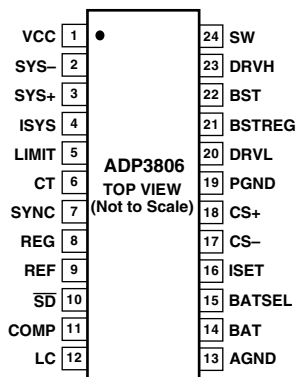 VCC 1 24 SW
SYS– 2 23 DRVH
SYS+ 3 22 BST
ISYS 4 21 BSTREG
LIMIT 5 20 DRVL
ADP3806
CT 6 TOP VIEW 19 PGND
SYNC 7 (Not to Scale) 18 CS+
REG 8 17 CS–
REF 9 16 ISET
S̅D̅ 10 15 BATSEL
COMP 11 14 BAT
LC 12 13 AGND